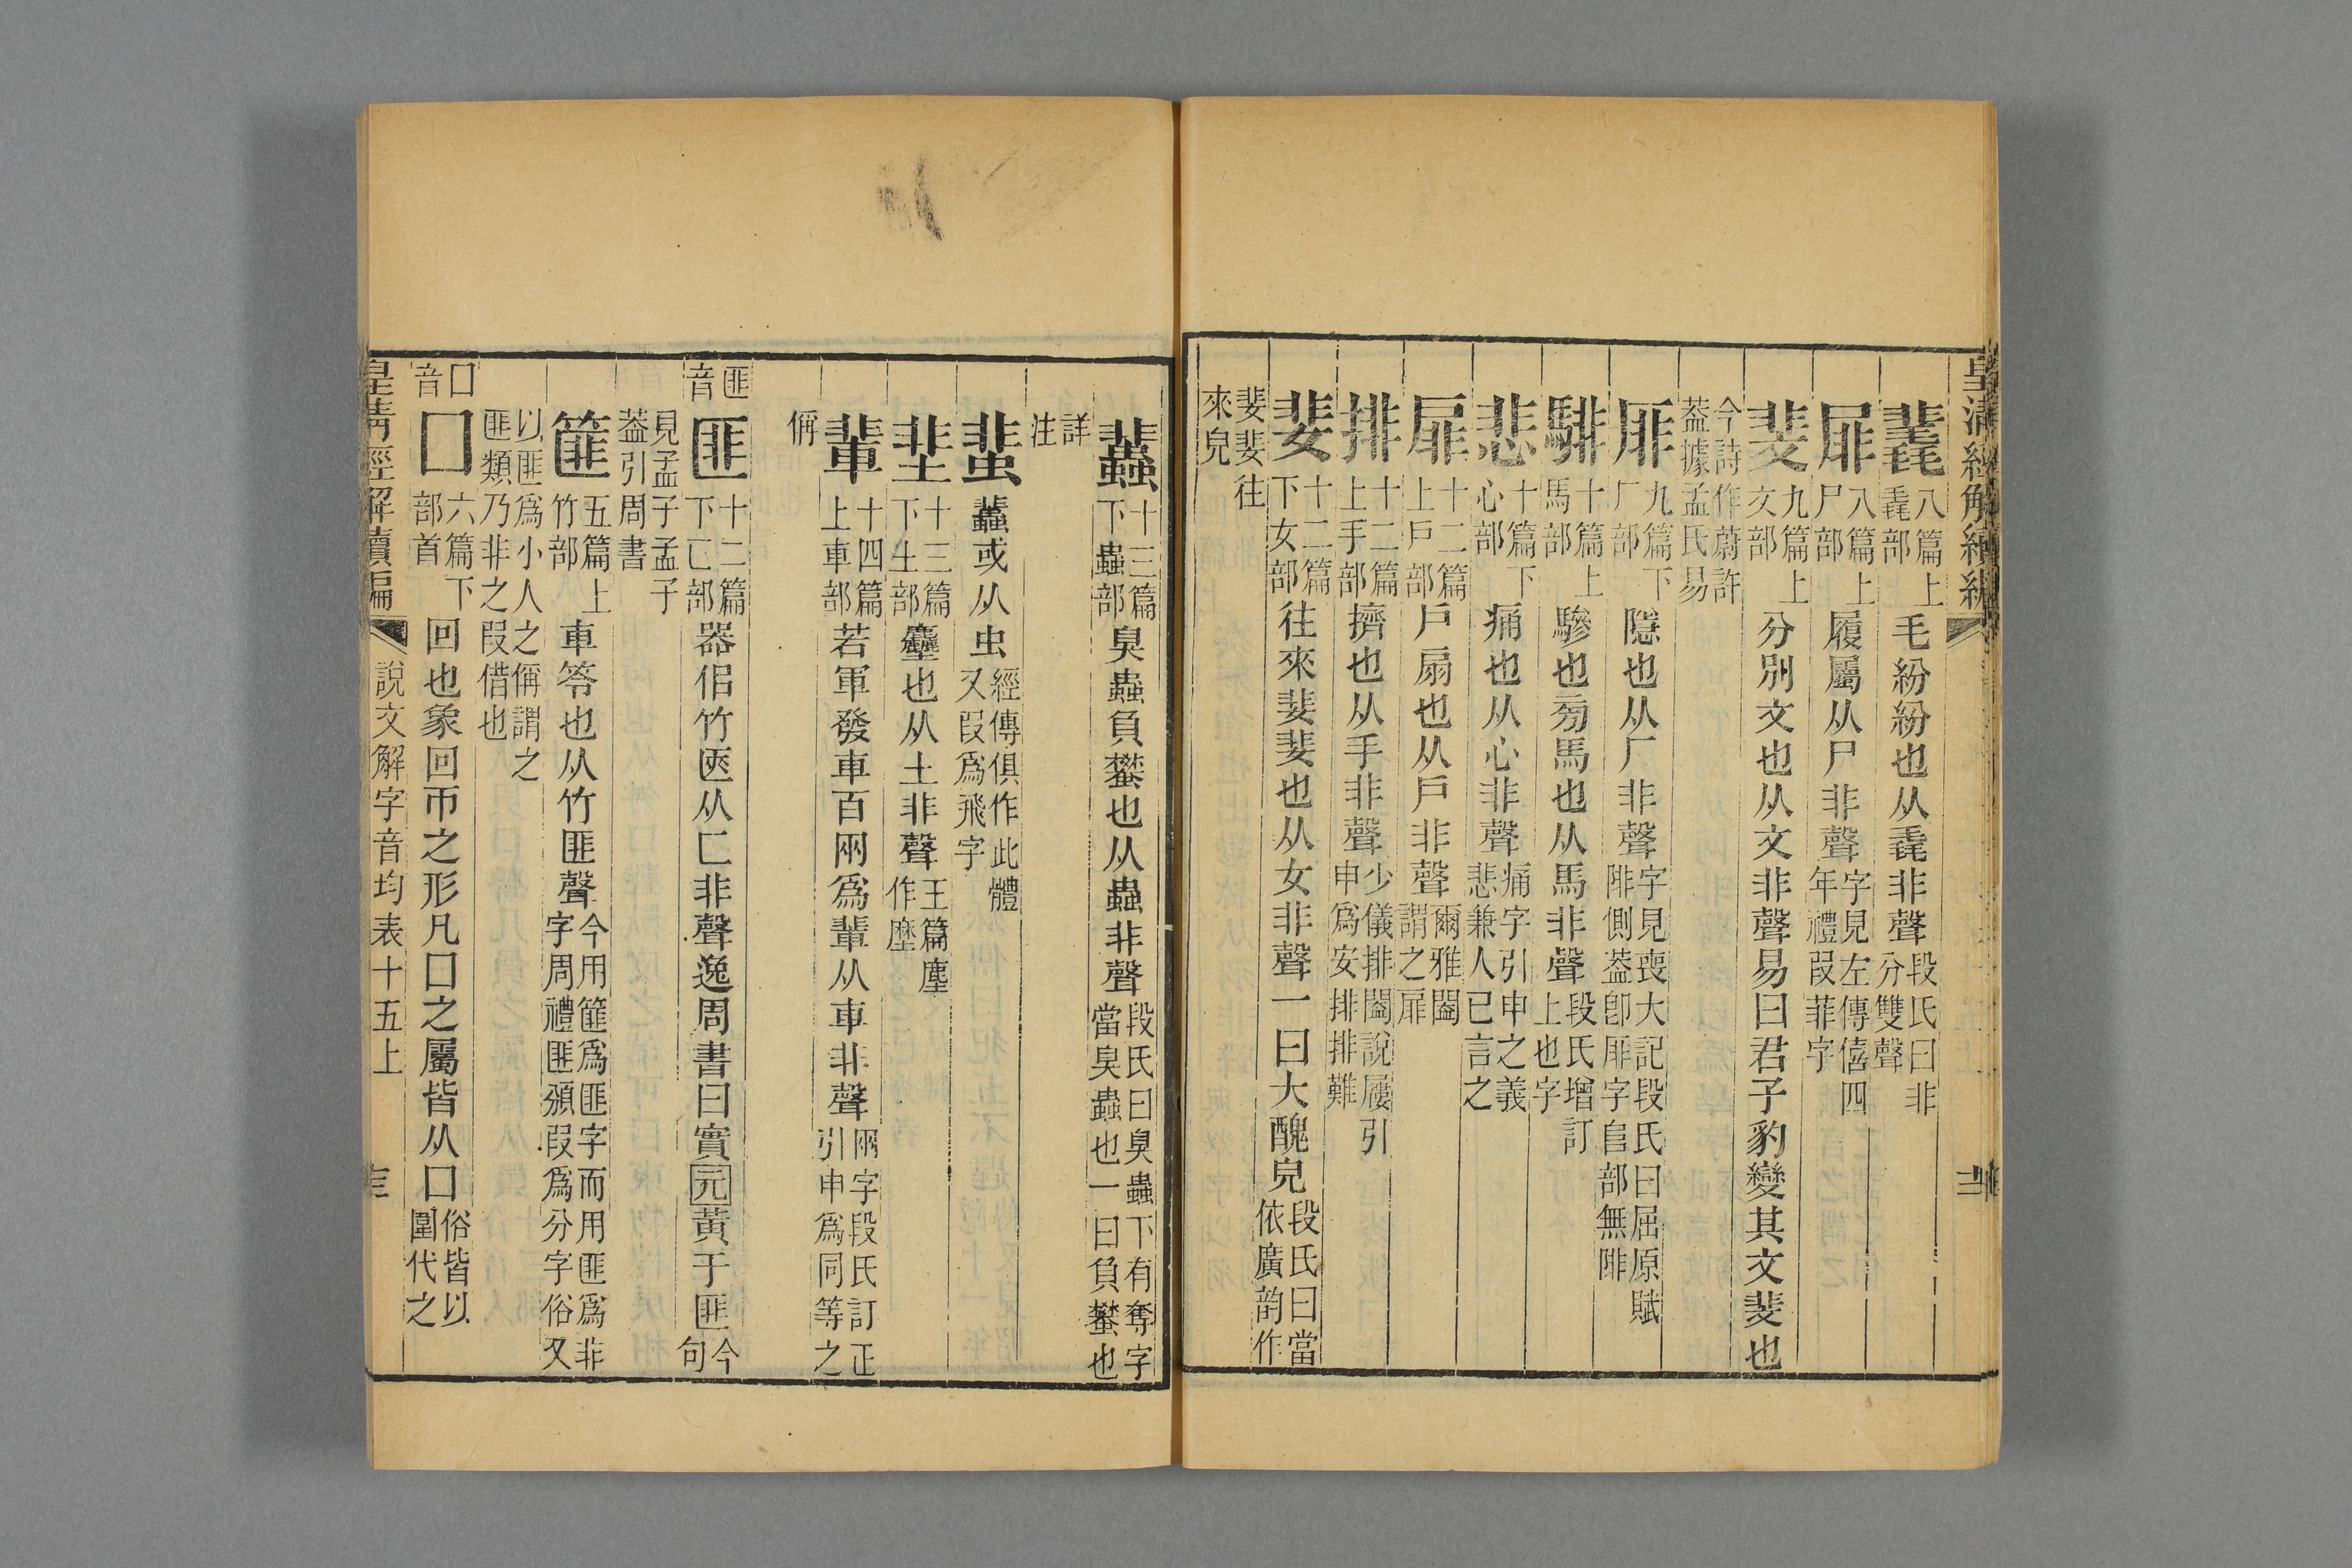 皇清經解續編
𣯀八篇上毳部毛紛紛也从毳非聲段氏曰非分雙聲
屝八篇上尸部履屬从尸非聲字見左傳僖四年禮叚菲字
斐九篇上文部分別文也从文非聲易曰君子豹變其文斐也
今詩作蔚許葢據孟氏易
厞九篇下厂部隱也从厂非聲字見喪大記段氏曰屈原賦陫側葢卽厞字𨸏部無陫
騑十篇上馬部驂也㫄馬也从馬非聲段氏增訂上也字
悲十篇下心部痛也从心非聲痛字引申之義悲兼人已言之
扉十二篇上戶部戶扇也从戶非聲爾雅闔謂之扉
排十二篇上手部擠也从手非聲少儀排闔說屨引申爲安排排難
婓十二篇下女部往來婓婓也从女非聲一曰大醜皃段氏曰當依廣韵作
婓婓往來皃
蠹十三篇下蟲部臭蟲負蠜也从蟲非聲段氏曰臭蟲下有奪字當臭蟲也一曰負蠜也
詳注
蜚𧕿或从虫經傳俱作此體又叚爲飛字
𡋙十三篇下土部塵也从土非聲王篇塵作塺
輩十四篇上車部若軍發車百兩爲輩从車非聲兩字段氏訂正引申爲同等之
偁
匪音
匪十二篇下匚部器佀竹匧从匚非聲逸周書曰實元黃于匪今句
見孟子孟子葢引周書
篚五篇上竹部車笭也从竹匪聲今用篚爲匪字而用匪爲非字周禮匪頒叚爲分字俗又
以匪爲小人之偁謂之匪類乃非之叚借也
囗音
囗六篇下部首回也象回帀之形凡囗之屬皆从囗俗皆以圍代之
皇清經解續編
說文解字音均表十五上